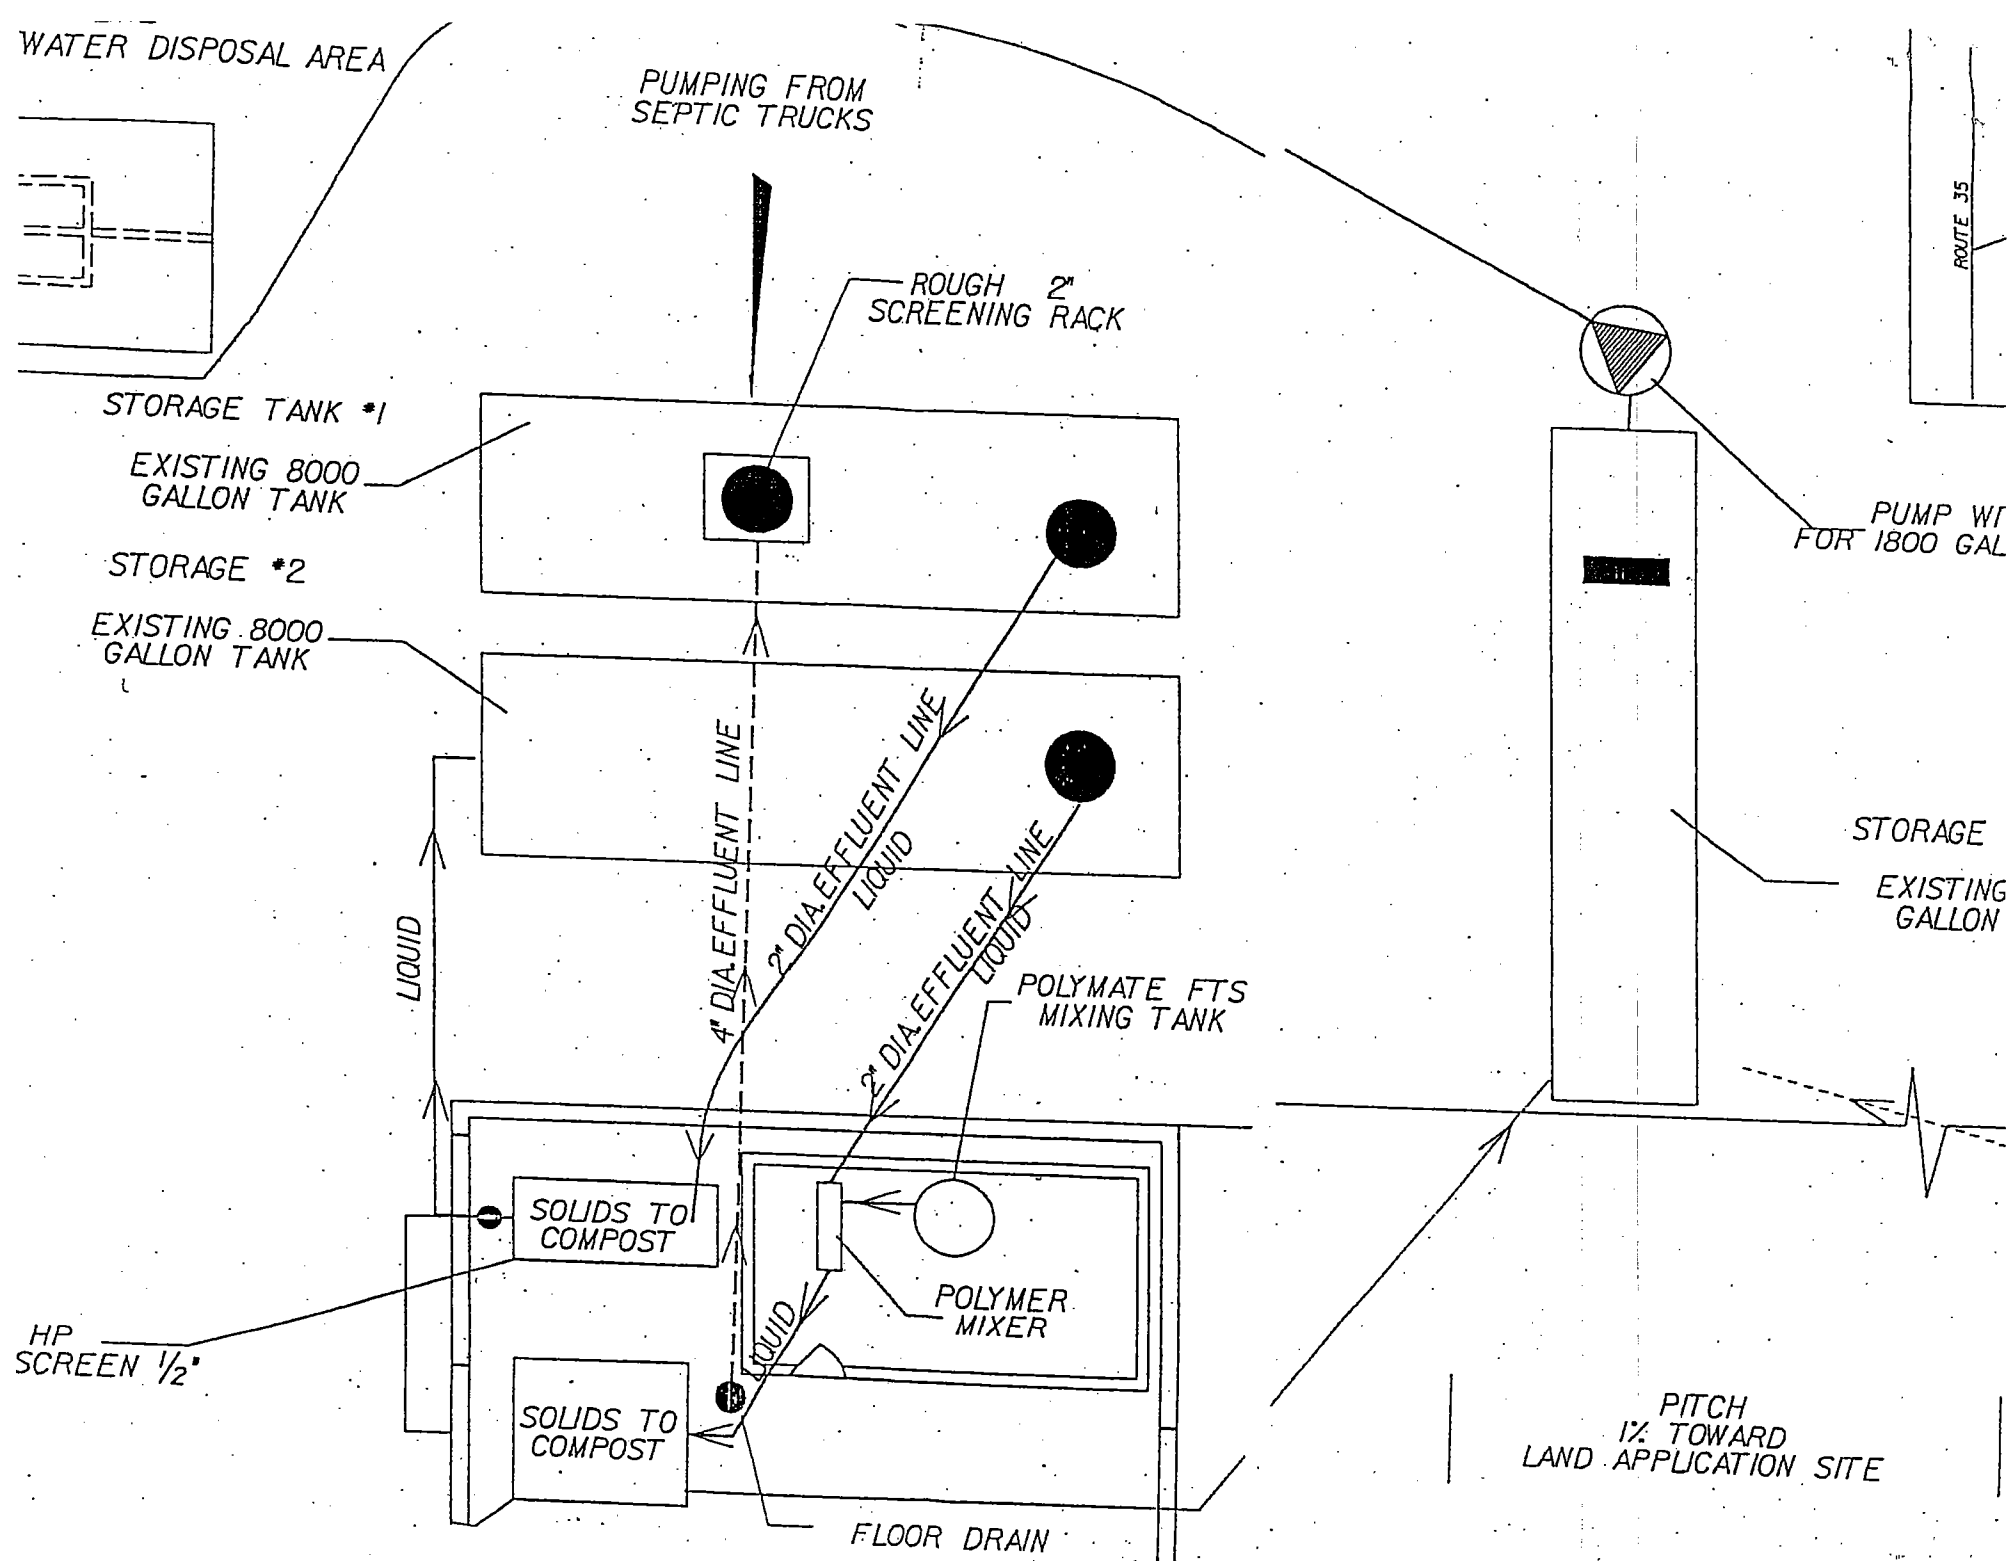 WATER DISPOSAL AREA
PUMPING FROM
SEPTIC TRUCKS
ROUTE 35
ROUGH 2"
SCREENING RACK
STORAGE TANK #1
EXISTING 8000
GALLON TANK
PUMP
FOR 1800 GAL
STORAGE #2
EXISTING 8000
GALLON TANK
4" DIA. EFFLUENT LINE
2" DIA. EFFLUENT LINE
LIQUID
2" DIA. EFFLUENT LINE
LIQUID
LIQUID
STORAGE
EXISTING
GALLON
POLYMATE FTS
MIXING TANK
SOLIDS TO
COMPOST
POLYMER
MIXER
LIQUID
HP
SCREEN 1/2"
SOLIDS TO
COMPOST
FLOOR DRAIN
PITCH
1% TOWARD
LAND APPLICATION SITE